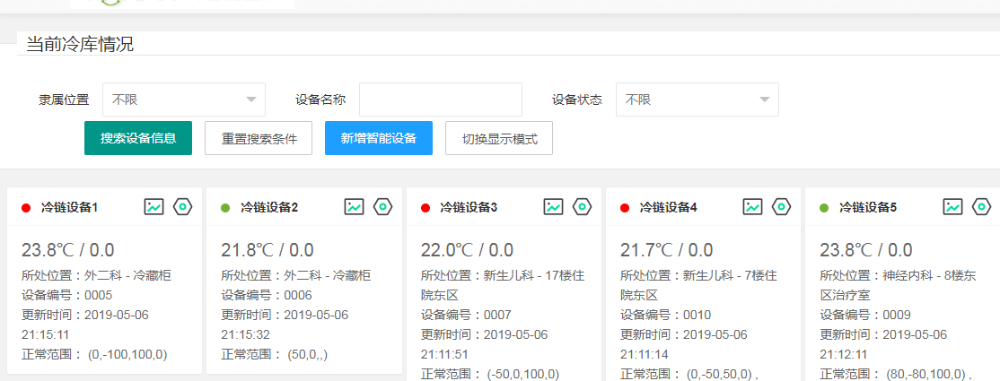 当前冷库情况
隶属位置 不限 设备名称 设备状态 不限
搜索设备信息 重置搜索条件 新增智能设备 切换显示模式
冷链设备1
23.8℃ / 0.0
所处位置：外二科 - 冷藏柜
设备编号：0005
更新时间：2019-05-06
21:15:11
正常范围： (0,-100,100,0)
冷链设备2
21.8℃ / 0.0
所处位置：外二科 - 冷藏柜
设备编号：0006
更新时间：2019-05-06
21:15:32
正常范围： (50,0,,)
冷链设备3
22.0℃ / 0.0
所处位置：新生儿科 - 17楼住
院东区
设备编号：0007
更新时间：2019-05-06
21:11:51
正常范围： (-50,0,100,0)
冷链设备4
21.7℃ / 0.0
所处位置：新生儿科 - 7楼住
院东区
设备编号：0010
更新时间：2019-05-06
21:11:14
正常范围： (0,-50,50,0) ,
冷链设备5
23.8℃ / 0.0
所处位置：神经内科 - 8楼东
区治疗室
设备编号：0009
更新时间：2019-05-06
21:12:11
正常范围： (80,-80,100,0) ,